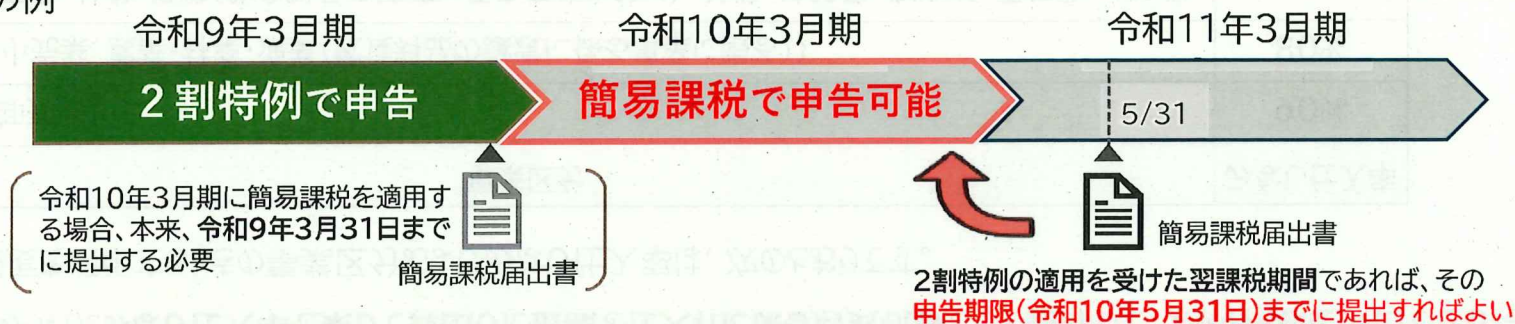 の例
令和9年3月期
令和10年3月期
令和11年3月期
2割特例で申告
簡易課税で申告可能
5/31
令和10年3月期に簡易課税を適用す
る場合、本来、令和9年3月31日まで
に提出する必要
簡易課税届出書
簡易課税届出書
2割特例の適用を受けた翌課税期間であれば、その
申告期限(令和10年5月31日)までに提出すればよい